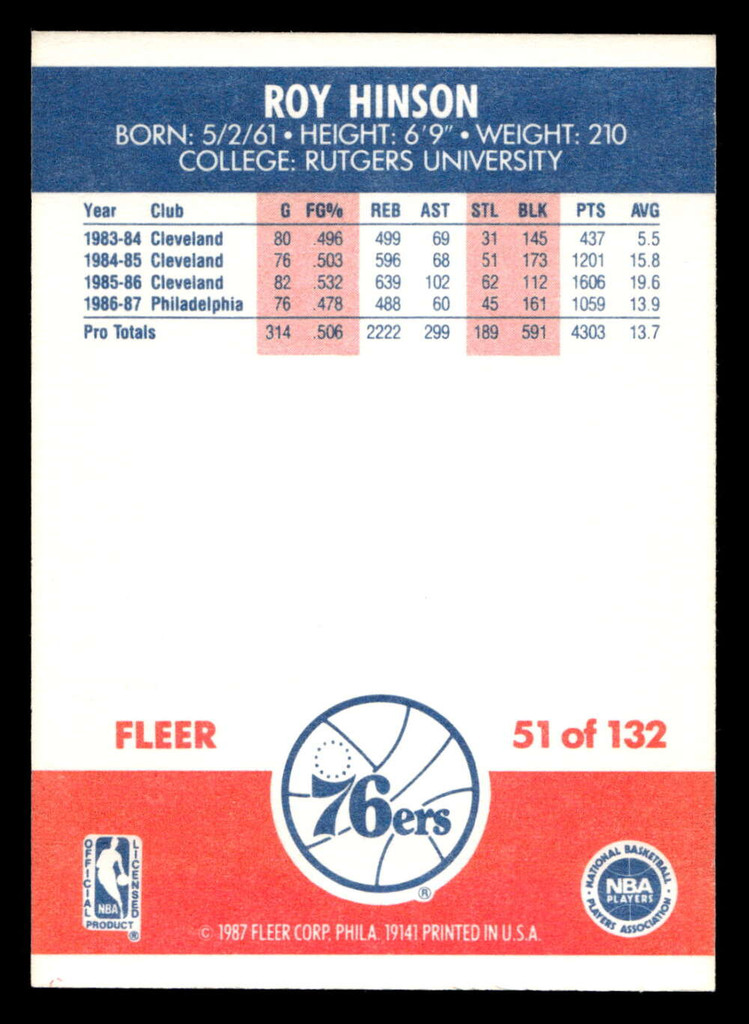 ROY HINSON
BORN: 5/2/61 • HEIGHT: 6'9" • WEIGHT: 210
COLLEGE: RUTGERS UNIVERSITY
Year Club G FG% REB AST STL BLK PTS AVG
1983-84 Cleveland 80 .496 499 69 31 145 437 5.5
1984-85 Cleveland 76 .503 596 68 51 173 1201 15.8
1985-86 Cleveland 82 .532 639 102 62 112 1606 19.6
1986-87 Philadelphia 76 .478 488 60 45 161 1059 13.9
Pro Totals 314 .506 2222 299 189 591 4303 13.7
FLEER
51 of 132
76ers
®
OFFICIAL
LICENSED
NBA
PRODUCT
®
NATIONAL BASKETBALL
NBA
PLAYERS
PLAYERS ASSOCIATION
© 1987 FLEER CORP. PHILA. 19141 PRINTED IN U.S.A.